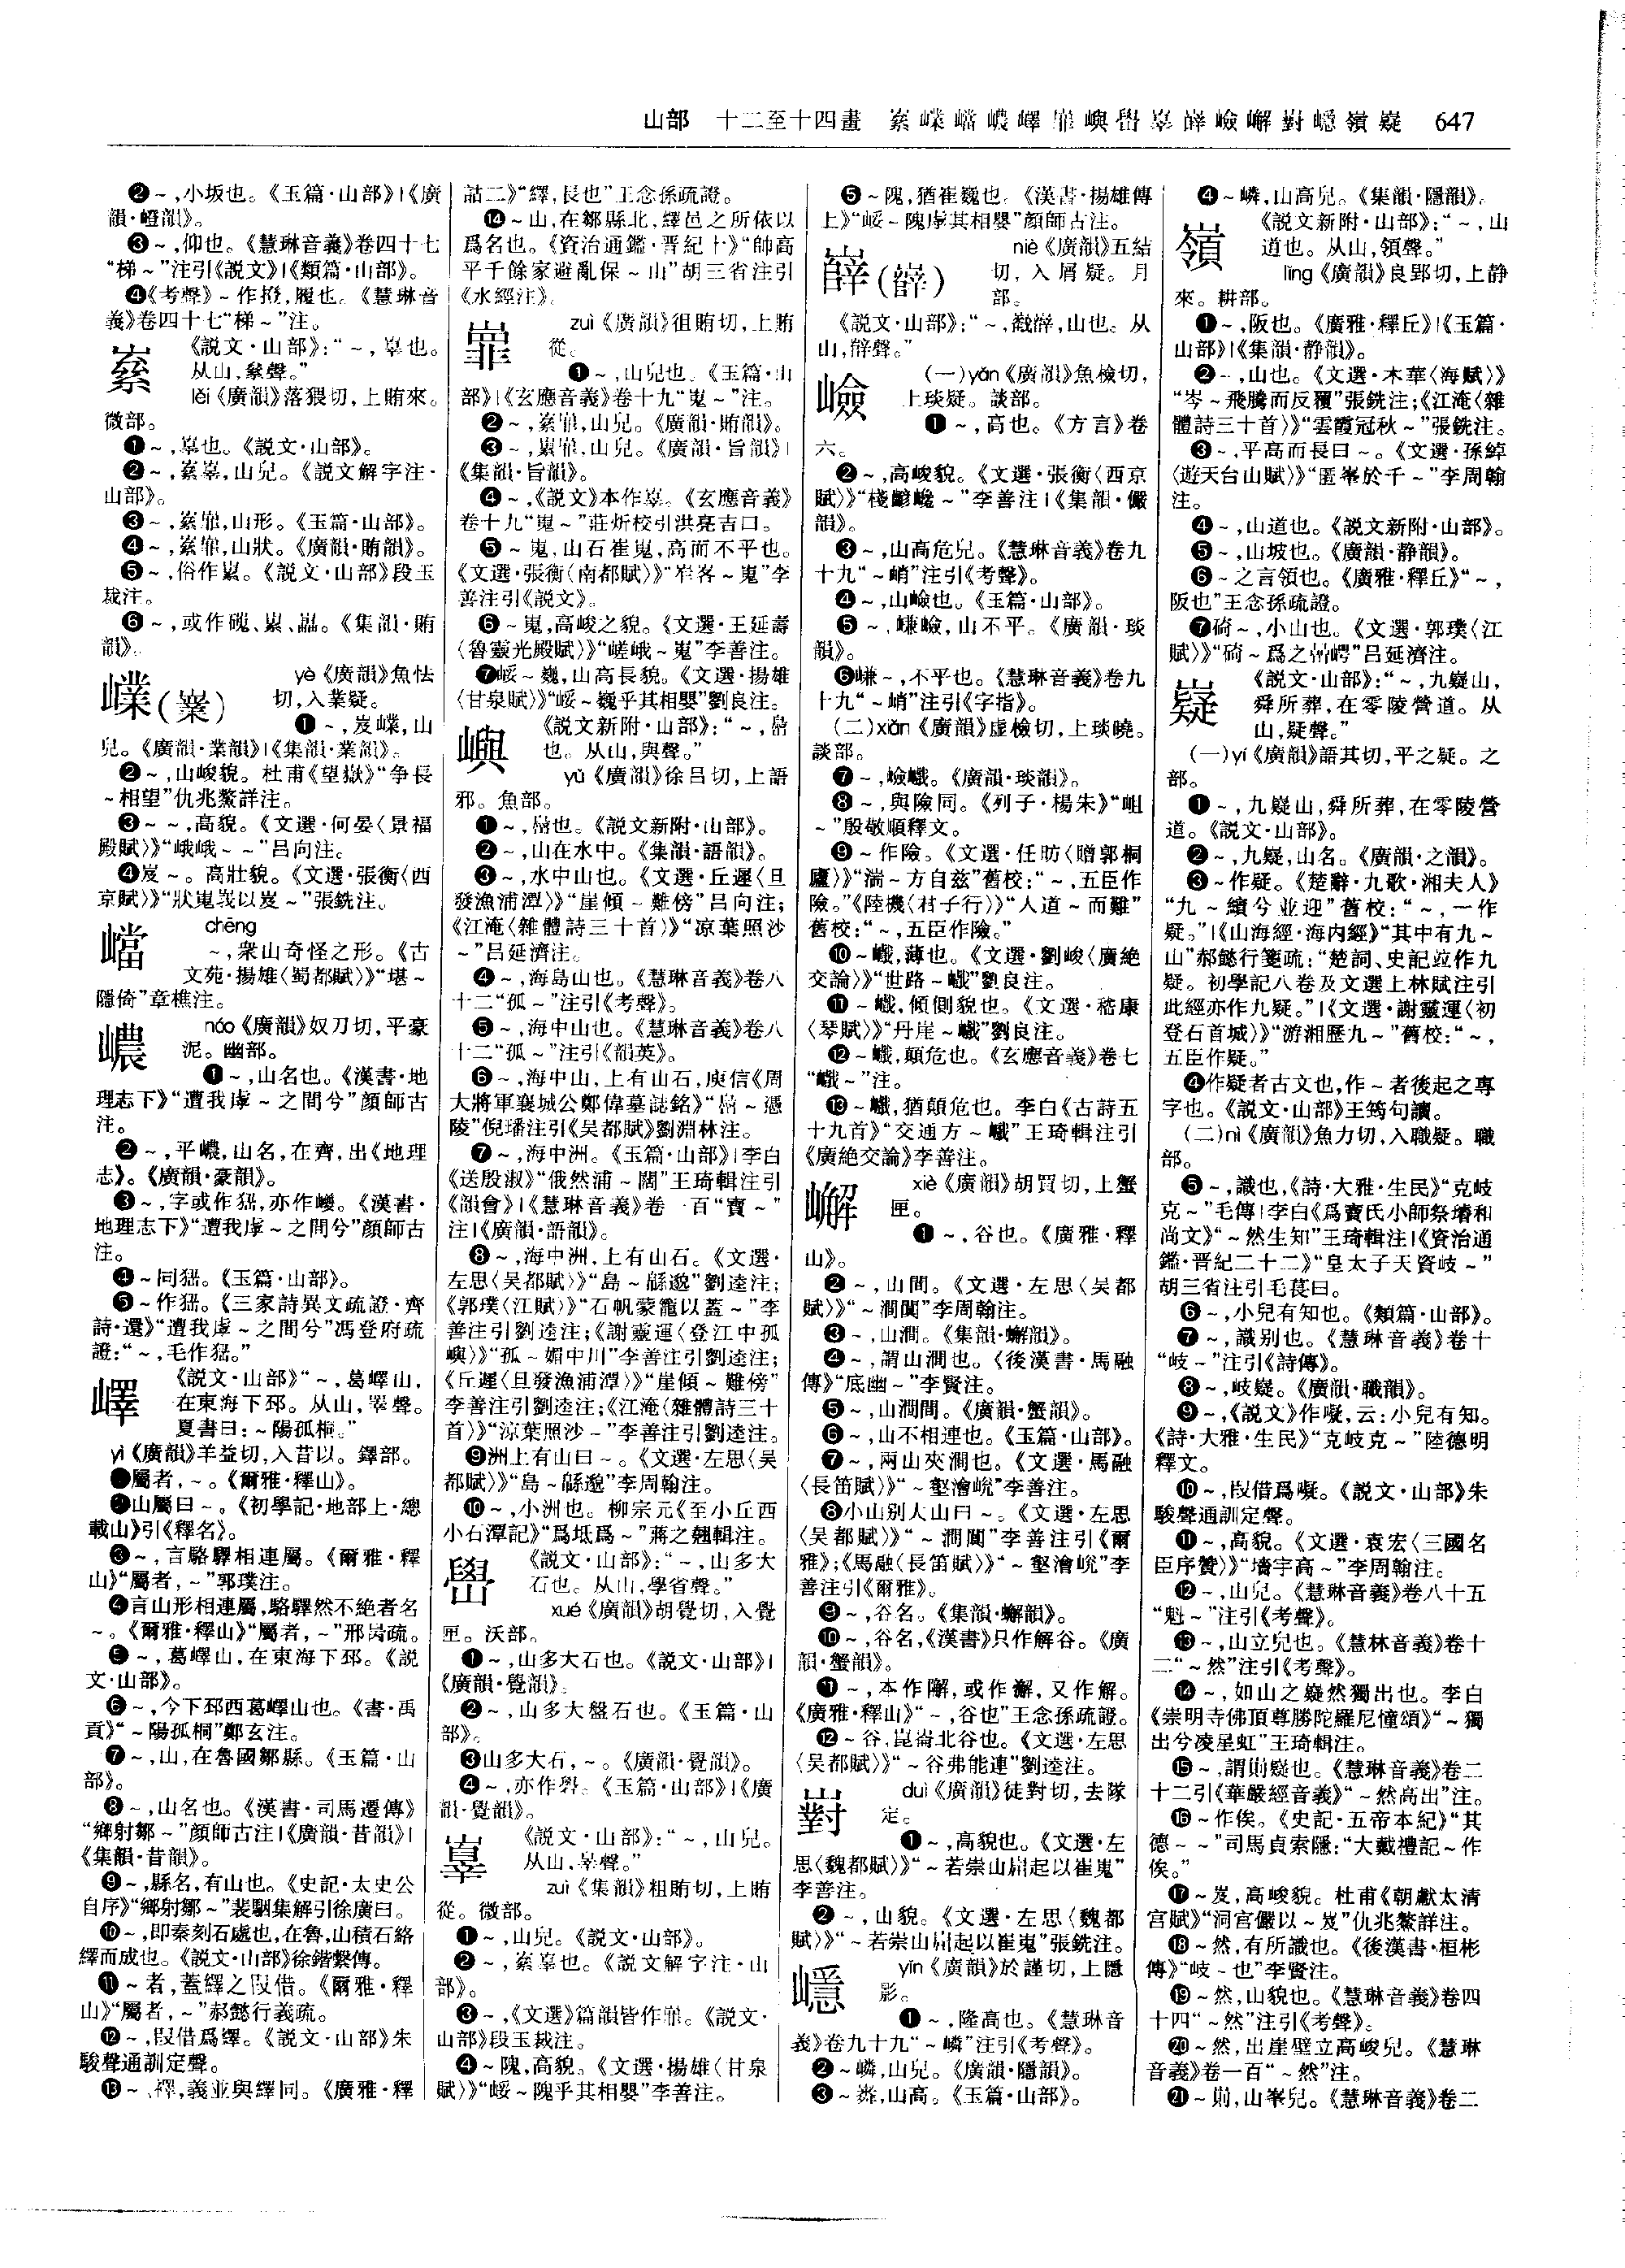 山部　十二至十四畫　嵾嶫嶆嶩嶧嶵嶼嶨辠嶭嶮嶰嶳嶾嶺嶷　647
❷～,小坂也。《玉篇·山部》|《廣
韻·嶝韻》。
❸～,仰也。《慧琳音義》卷四十七
“梯～”注引《説文》|《類篇·山部》。
❹《考聲》～作撜,履也。《慧琳音
義》卷四十七“梯～”注。
《説文·山部》:“～,辠也。
从山,絫聲。”
lěi《廣韻》落猥切,上賄來。
微部。
❶～,辠也。《説文·山部》。
❷～,嵾辠,山皃。《説文解字注·
山部》。
❸～,嵾嶵,山形。《玉篇·山部》。
❹～,嵾嶵,山狀。《廣韻·賄韻》。
❺～,俗作㠥。《説文·山部》段玉
裁注。
❻～,或作磈、㠥、嵓。《集韻·賄
韻》。
嶫(㠍)
yè《廣韻》魚怯
切,入業疑。
❶～,岌嶫,山
皃。《廣韻·業韻》|《集韻·業韻》。
❷～,山峻貌。杜甫《望嶽》“争長
～相望”仇兆鰲詳注。
❸～～,高貌。《文選·何晏〈景福
殿賦〉》“峨峨～～”吕向注。
❹岌～。高壯貌。《文選·張衡〈西
京賦〉》“狀嵬峩以岌～”張銑注。
chēng
～,衆山奇怪之形。《古
文苑·揚雄〈蜀都賦〉》“堪～
隱倚”章樵注。
嶩
náo《廣韻》奴刀切,平豪
泥。幽部。
❶～,山名也。《漢書·地
理志下》“遭我虖～之間兮”顔師古
注。
❷～,平嶩,山名,在齊,出《地理
志》。《廣韻·豪韻》。
❸～,字或作猺,亦作巎。《漢書·
地理志下》“遭我虖～之間兮”顔師古
注。
❹～同峱。《玉篇·山部》。
❺～作峱。《三家詩異文疏證·齊
詩·還》“遭我虖～之間兮”馮登府疏
證:“～,毛作峱。”
嶧
《説文·山部》“～,葛嶧山,
在東海下邳。从山,睪聲。
夏書曰:～陽孤桐。”
yì《廣韻》羊益切,入昔以。鐸部。
❶屬者,～。《爾雅·釋山》。
❷山屬曰～。《初學記·地部上·總
載山》引《釋名》。
❸～,言駱驛相連屬。《爾雅·釋
山》“屬者,～”郭璞注。
❹言山形相連屬,駱驛然不絶者名
～。《爾雅·釋山》“屬者,～”邢昺疏。
❺～,葛嶧山,在東海下邳。《説
文·山部》。
❻～,今下邳西葛嶧山也。《書·禹
貢》“～陽孤桐”鄭玄注。
❼～,山,在魯國鄒縣。《玉篇·山
部》。
❽～,山名也。《漢書·司馬遷傳》
“鄉射鄒～”顔師古注|《廣韻·昔韻》|
《集韻·昔韻》。
❾～,縣名,有山也。《史記·太史公
自序》“鄉射鄒～”裴駰集解引徐廣曰。
❿～,即秦刻石處也,在魯,山積石絡
繹而成也。《説文·山部》徐鍇繫傳。
⓫～者,蓋繹之叚借。《爾雅·釋
山》“屬者,～”郝懿行義疏。
⓬～,叚借爲鐸。《説文·山部》朱
駿聲通訓定聲。
⓭～、襗,義並與繹同。《廣雅·釋
詁二》“繹,長也”王念孫疏證。
⓮～山,在鄒縣北,繹邑之所依以
爲名也。《資治通鑑·晋紀十》“帥高
平千餘家避亂保～山”胡三省注引
《水經注》。
嶵
zuì《廣韻》徂賄切,上賄
從。
❶～,山皃也。《玉篇·山
部》|《玄應音義》卷十九“嵬～”注。
❷～,嵾嶵,山皃。《廣韻·賄韻》。
❸～,㠥嶵,山皃。《廣韻·旨韻》|
《集韻·旨韻》。
❹～,《説文》本作辠。《玄應音義》
卷十九“嵬～”莊炘校引洪亮吉曰。
❺～嵬,山石崔嵬,高而不平也。
《文選·張衡〈南都賦〉》“岝峉～嵬”李
善注引《説文》。
❻～嵬,高峻之貌。《文選·王延壽
〈魯靈光殿賦〉》“嵯峨～嵬”李善注。
❼崣～巍,山高長貌。《文選·揚雄
〈甘泉賦〉》“崣～巍乎其相嬰”劉良注。
嶼
《説文新附·山部》:“～,㠀
也。从山,與聲。”
yǔ《廣韻》徐吕切,上語
邪。魚部。
❶～,㠀也。《説文新附·山部》。
❷～,山在水中。《集韻·語韻》。
❸～,水中山也。《文選·丘遲〈旦
發漁浦潭〉》“崖傾～難傍”吕向注;
《江淹〈雜體詩三十首〉》“凉葉照沙
～”吕延濟注。
❹～,海島山也。《慧琳音義》卷八
十二“孤～”注引《考聲》。
❺～,海中山也。《慧琳音義》卷八
十二“孤～”注引《韻英》。
❻～,海中山,上有山石,庾信《周
大將軍襄城公鄭偉墓誌銘》“㠀～憑
陵”倪璠注引《吴都賦》劉淵林注。
❼～,海中洲。《玉篇·山部》|李白
《送殷淑》“俄然浦～闊”王琦輯注引
《韻會》|《慧琳音義》卷一百“寶～”
注|《廣韻·語韻》。
❽～,海中洲,上有山石。《文選·
左思〈吴都賦〉》“島～緜邈”劉逵注;
《郭璞〈江賦〉》“石帆蒙籠以蓋～”李
善注引劉逵注;《謝靈運〈登江中孤
嶼〉》“孤～媚中川”李善注引劉逵注;
《丘遲〈旦發漁浦潭〉》“崖傾～難傍”
李善注引劉逵注;《江淹〈雜體詩三十
首〉》“凉葉照沙～”李善注引劉逵注。
❾洲上有山曰～。《文選·左思〈吴
都賦〉》“島～緜邈”李周翰注。
❿～,小洲也。柳宗元《至小丘西
小石潭記》“爲坻爲～”蔣之翹輯注。
嶨
《説文·山部》:“～,山多大
石也。从山,學省聲。”
xué《廣韻》胡覺切,入覺
匣。沃部。
❶～,山多大石也。《説文·山部》|
《廣韻·覺韻》。
❷～,山多大盤石也。《玉篇·山
部》。
❸山多大石,～。《廣韻·覺韻》。
❹～,亦作礐。《玉篇·山部》|《廣
韻·覺韻》。
《説文·山部》:“～,山皃。
从山,辠聲。”
zuì《集韻》粗賄切,上賄
從。微部。
❶～,山皃。《説文·山部》。
❷～,嵾辠也。《説文解字注·山
部》。
❸～,《文選》篇韻皆作嶵。《説文·
山部》段玉裁注。
❹～隗,高貌。《文選·揚雄〈甘泉
賦〉》“崣～隗乎其相嬰”李善注。
❺～隗,猶崔巍也。《漢書·揚雄傳
上》“崣～隗虖其相嬰”顔師古注。
嶭(㠔)
niè《廣韻》五結
切,入屑疑。月
部。
《説文·山部》:“～,巀嶭,山也。从
山,辥聲。”
嶮
(一)yǎn《廣韻》魚檢切,
上琰疑。談部。
❶～,高也。《方言》卷
六。
❷～,高峻貌。《文選·張衡〈西京
賦〉》“棧齴巉～”李善注|《集韻·儼
韻》。
❸～,山高危皃。《慧琳音義》卷九
十九“～峭”注引《考聲》。
❹～,山嶮也。《玉篇·山部》。
❺～,㠗嶮,山不平。《廣韻·琰
韻》。
❻㠗～,不平也。《慧琳音義》卷九
十九“～峭”注引《字指》。
(二)xiǎn《廣韻》虚檢切,上琰曉。
談部。
❼～,嶮巇。《廣韻·琰韻》。
❽～,與險同。《列子·楊朱》“岨
～”殷敬順釋文。
❾～作險。《文選·任昉〈贈郭桐
廬〉》“湍～方自兹”舊校:“～,五臣作
險。”《陸機〈君子行〉》“人道～而難”
舊校:“～,五臣作險。”
❿～巇,薄也。《文選·劉峻〈廣絶
交論〉》“世路～巇”劉良注。
⓫～巇,傾側貌也。《文選·嵇康
〈琴賦〉》“丹崖～巇”劉良注。
⓬～巇,顛危也。《玄應音義》卷七
“巇～”注。
⓭～巇,猶顛危也。李白《古詩五
十九首》“交通方～巇”王琦輯注引
《廣絶交論》李善注。
嶰
xiè《廣韻》胡買切,上蟹
匣。
❶～,谷也。《廣雅·釋
山》。
❷～,山間。《文選·左思〈吴都
賦〉》“～澗閴”李周翰注。
❸～,山澗。《集韻·蟹韻》。
❹～,謂山澗也。《後漢書·馬融
傳》“底幽～”李賢注。
❺～,山澗間。《廣韻·蟹韻》。
❻～,山不相連也。《玉篇·山部》。
❼～,兩山夾澗也。《文選·馬融
〈長笛賦〉》“～壑澮峗”李善注。
❽小山别大山曰～。《文選·左思
〈吴都賦〉》“～澗閴”李善注引《爾
雅》;《馬融〈長笛賦〉》“～壑澮峗”李
善注引《爾雅》。
❾～,谷名。《集韻·蟹韻》。
❿～,谷名,《漢書》只作解谷。《廣
韻·蟹韻》。
⓫～,本作嶰,或作澥,又作解。
《廣雅·釋山》“～,谷也”王念孫疏證。
⓬～谷,崑崙北谷也。《文選·左思
〈吴都賦〉》“～谷弗能連”劉逵注。
duì《廣韻》徒對切,去隊
定。
❶～,高貌也。《文選·左
思〈魏都賦〉》“～若崇山崛起以崔嵬”
李善注。
❷～,山貌。《文選·左思〈魏都
賦〉》“～若崇山崛起以崔嵬”張銑注。
嶾
yǐn《廣韻》於謹切,上隱
影。
❶～,隆高也。《慧琳音
義》卷九十九“～嶙”注引《考聲》。
❷～嶙,山皃。《廣韻·隱韻》。
❸～粼,山高。《玉篇·山部》。
❹～嶙,山高皃。《集韻·隱韻》。
嶺
《説文新附·山部》:“～,山
道也。从山,領聲。”
lǐng《廣韻》良郢切,上静
來。耕部。
❶～,阪也。《廣雅·釋丘》|《玉篇·
山部》|《集韻·静韻》。
❷～,山也。《文選·木華〈海賦〉》
“岑～飛騰而反覆”張銑注;《江淹〈雜
體詩三十首〉》“雲霞冠秋～”張銑注。
❸～,平高而長曰～。《文選·孫綽
〈遊天台山賦〉》“匿峯於千～”李周翰
注。
❹～,山道也。《説文新附·山部》。
❺～,山坡也。《廣韻·静韻》。
❻～之言領也。《廣雅·釋丘》“～,
阪也”王念孫疏證。
❼碕～,小山也。《文選·郭璞〈江
賦〉》“碕～爲之喦崿”吕延濟注。
嶷
《説文·山部》:“～,九嶷山,
舜所葬,在零陵營道。从
山,疑聲。”
(一)yí《廣韻》語其切,平之疑。之
部。
❶～,九嶷山,舜所葬,在零陵營
道。《説文·山部》。
❷～,九疑,山名。《廣韻·之韻》。
❸～作疑。《楚辭·九歌·湘夫人》
“九～繽兮並迎”舊校:“～,一作
疑。”|《山海經·海内經》“其中有九～
山”郝懿行箋疏:“楚詞、史記竝作九
疑。初學記八卷及文選上林賦注引
此經亦作九疑。”|《文選·謝靈運〈初
登石首城〉》“游湘歷九～”舊校:“～,
五臣作疑。”
❹作疑者古文也,作～者後起之專
字也。《説文·山部》王筠句讀。
(二)nì《廣韻》魚力切,入職疑。職
部。
❺～,識也,《詩·大雅·生民》“克岐
克～”毛傳|李白《爲竇氏小師祭璿和
尚文》“～然生知”王琦輯注|《資治通
鑑·晋紀二十二》“皇太子天資岐～”
胡三省注引毛萇曰。
❻～,小兒有知也。《類篇·山部》。
❼～,識别也。《慧琳音義》卷十
“岐～”注引《詩傳》。
❽～,岐嶷。《廣韻·職韻》。
❾～,《説文》作㘈,云:小兒有知。
《詩·大雅·生民》“克岐克～”陸德明
釋文。
❿～,叚借爲㘈。《説文·山部》朱
駿聲通訓定聲。
⓫～,高貌。《文選·袁宏〈三國名
臣序贊〉》“墻宇高～”李周翰注。
⓬～,山皃。《慧琳音義》卷八十五
“魁～”注引《考聲》。
⓭～,山立皃也。《慧林音義》卷十
二“～然”注引《考聲》。
⓮～,如山之嶷然獨出也。李白
《崇明寺佛頂尊勝陀羅尼幢頌》“～獨
出兮凌星虹”王琦輯注。
⓯～,謂崱嶷也。《慧琳音義》卷二
十二引《華嚴經音義》“～然高出”注。
⓰～作俟。《史記·五帝本紀》“其
德～～”司馬貞索隱:“大戴禮記～作
俟。”
⓱～岌,高峻貌。杜甫《朝獻太清
宮賦》“洞宫儼以～岌”仇兆鰲詳注。
⓲～然,有所識也。《後漢書·桓彬
傳》“岐～也”李賢注。
⓳～然,山貌也。《慧琳音義》卷四
十四“～然”注引《考聲》。
⓴～然,出崖壁立高峻皃。《慧琳
音義》卷一百“～然”注。
㉑～崱,山峯皃。《慧琳音義》卷二